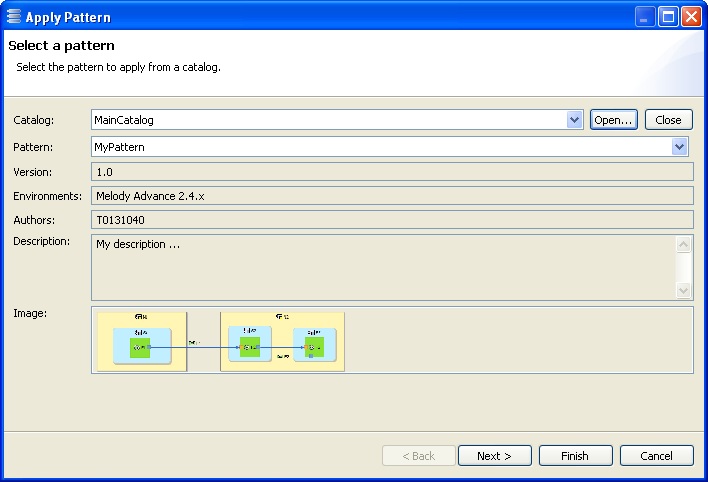 Apply Pattern
Select a pattern
Select the pattern to apply from a catalog.
Catalog: MainCatalog Open... Close
Pattern: MyPattern
Version: 1.0
Environments: Melody Advance 2.4.x
Authors: T0131040
Description: My description ...
Image:
< Back Next > Finish Cancel